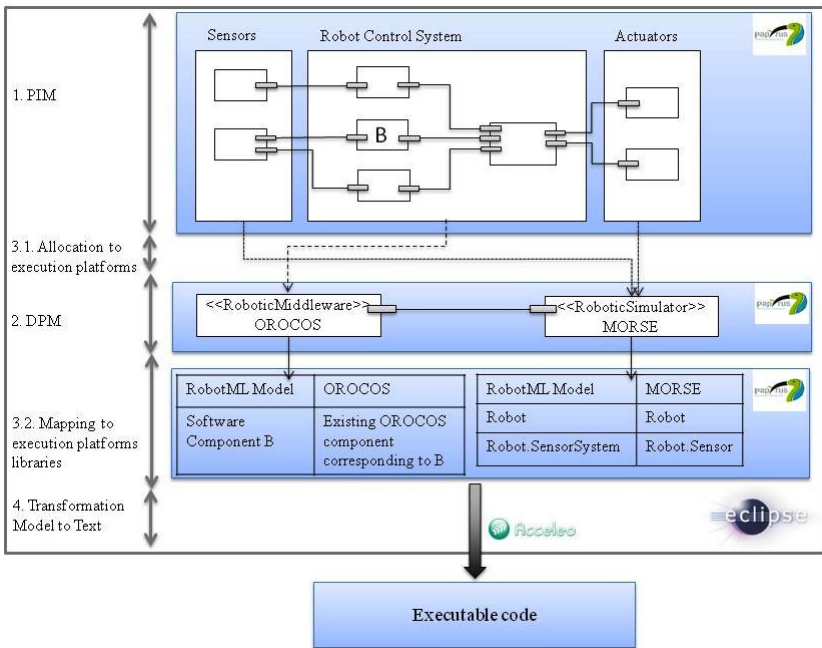 Sensors
Robot Control System
Actuators
papyrus
1. PIM
B
3.1. Allocation to
execution platforms
2. DPM
<<RoboticMiddleware>>
OROCOS
<<RoboticSimulator>>
MORSE
papyrus
3.2. Mapping to
execution platforms
libraries
RobotML Model
OROCOS
Software
Component B
Existing OROCOS
component
corresponding to B
RobotML Model
MORSE
Robot
Robot
Robot.SensorSystem
Robot.Sensor
papyrus
4. Transformation
Model to Text
Acceleo
eclipse
Executable code